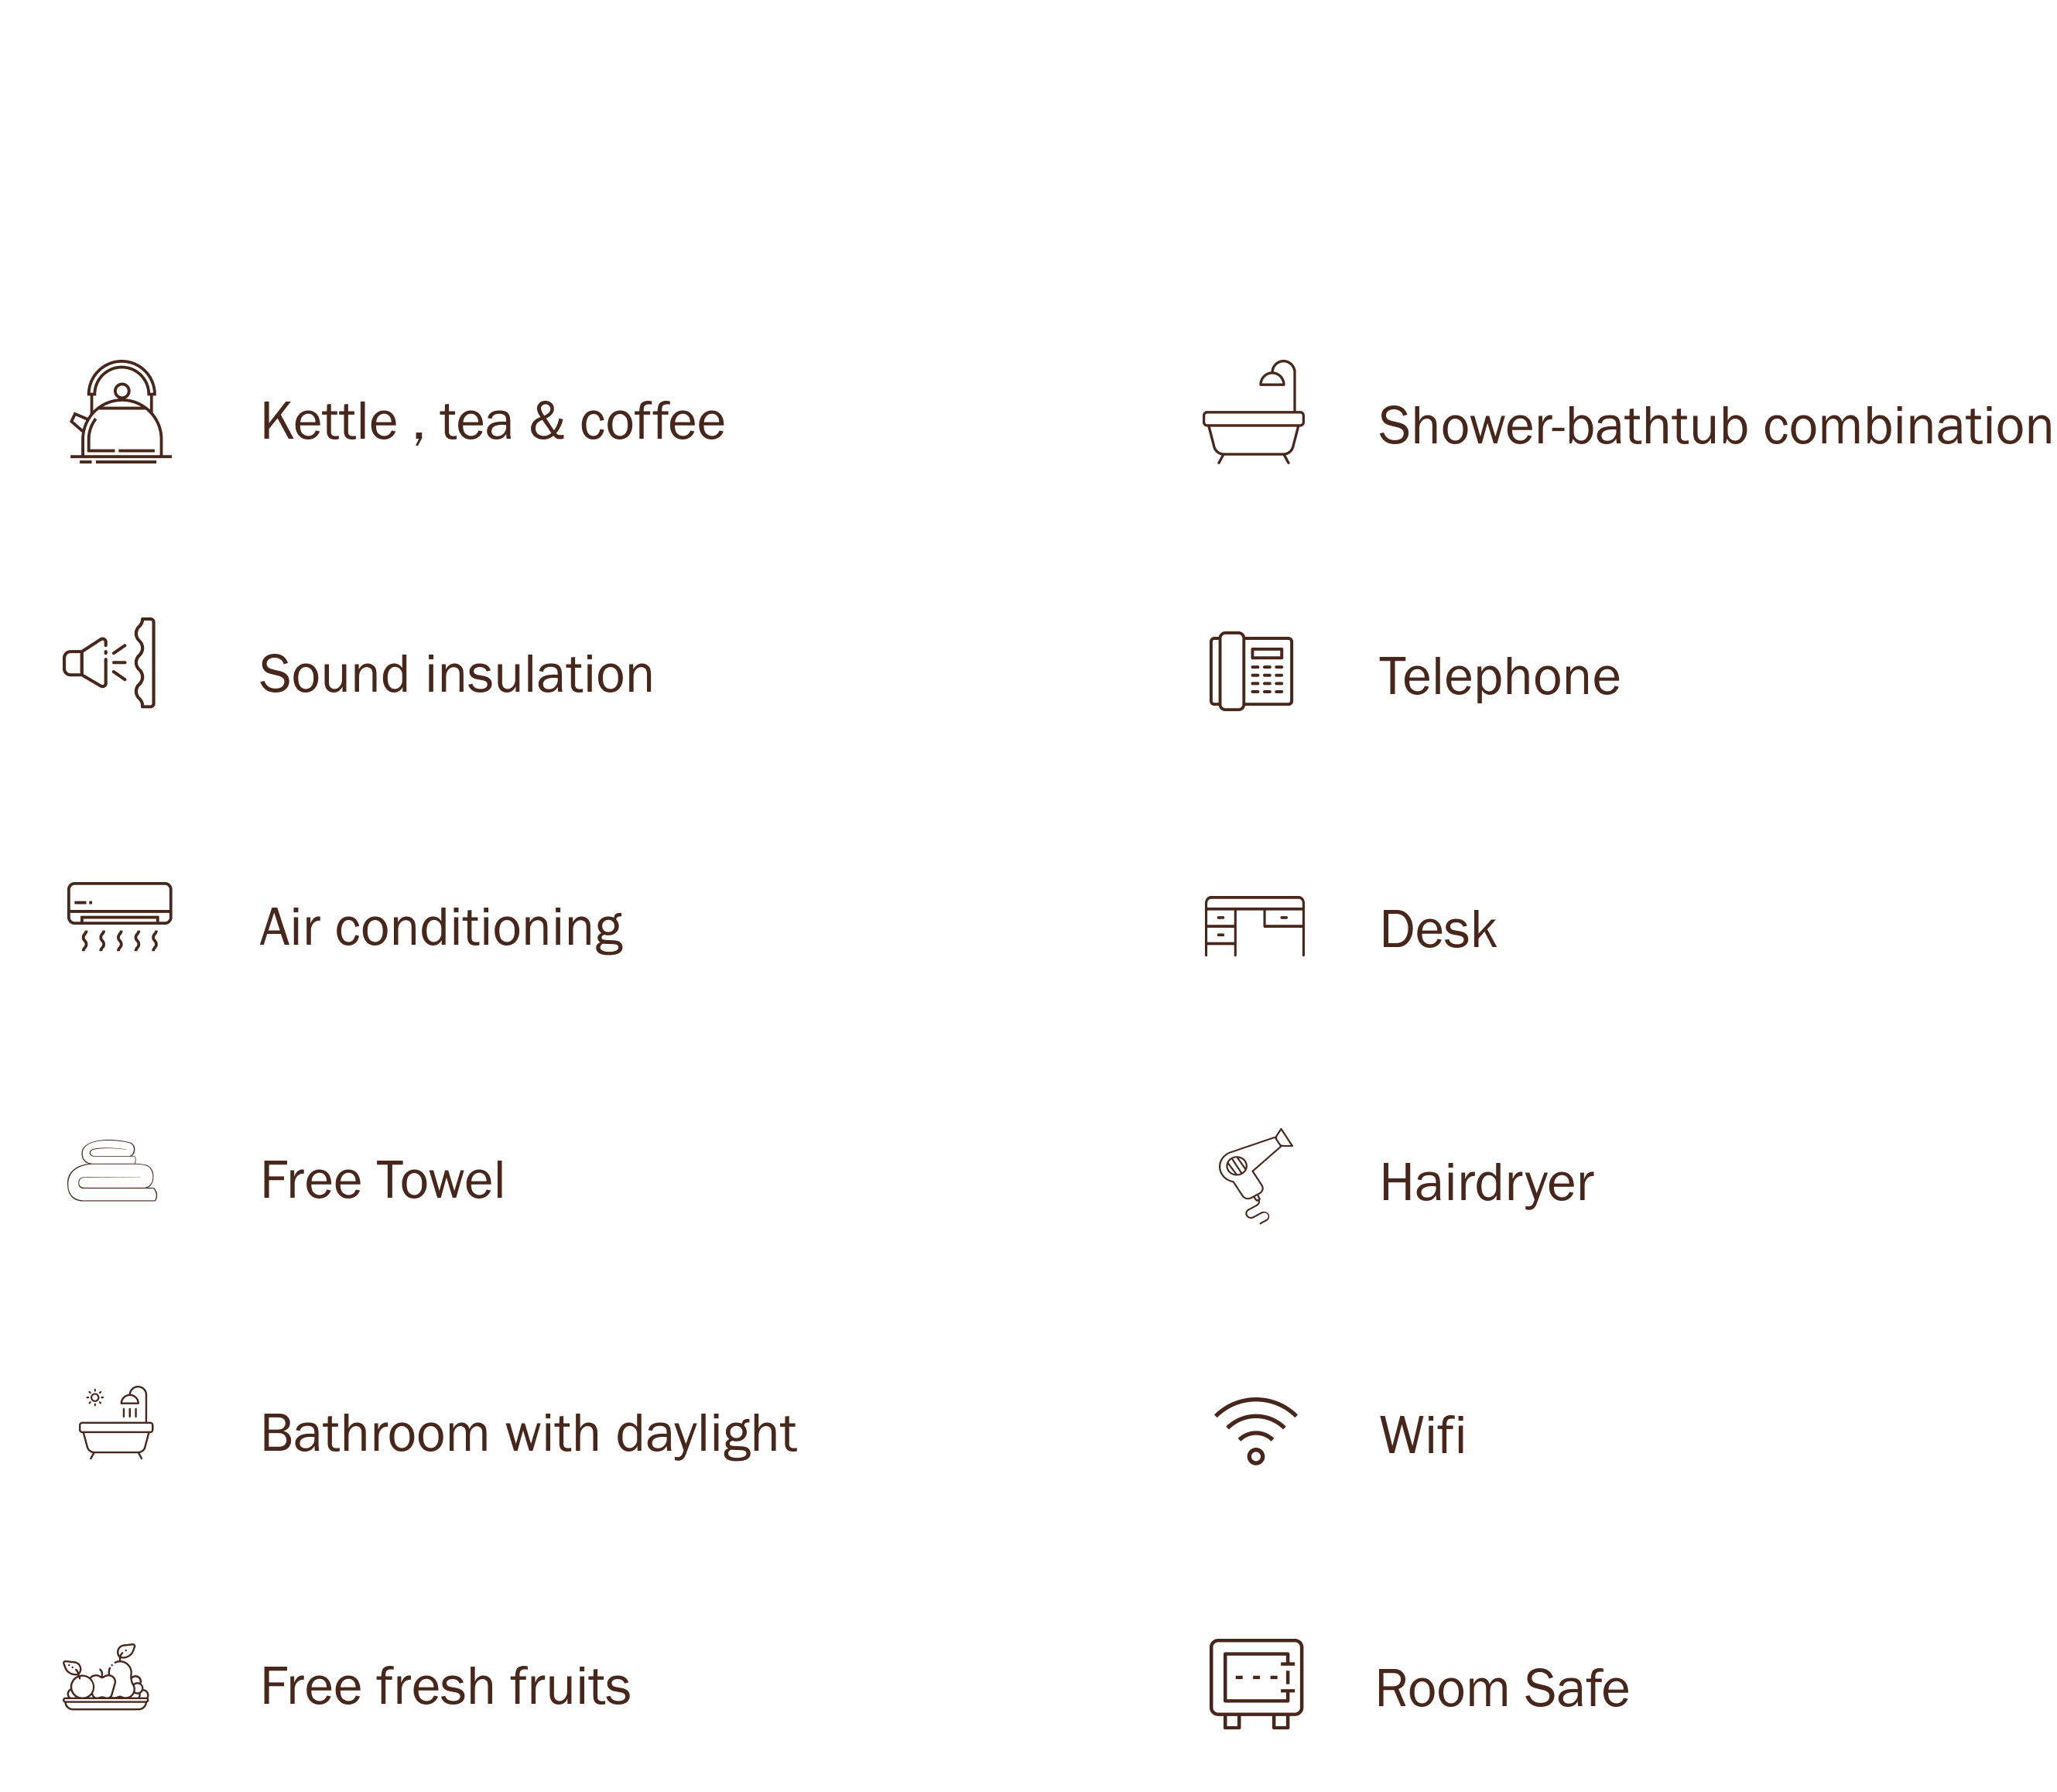 Kettle , tea & coffee
Shower-bathtub combination
Sound insulation
Telephone
Air conditioning
Desk
Free Towel
Hairdryer
Bathroom with daylight
Wifi
Free fresh fruits
Room Safe